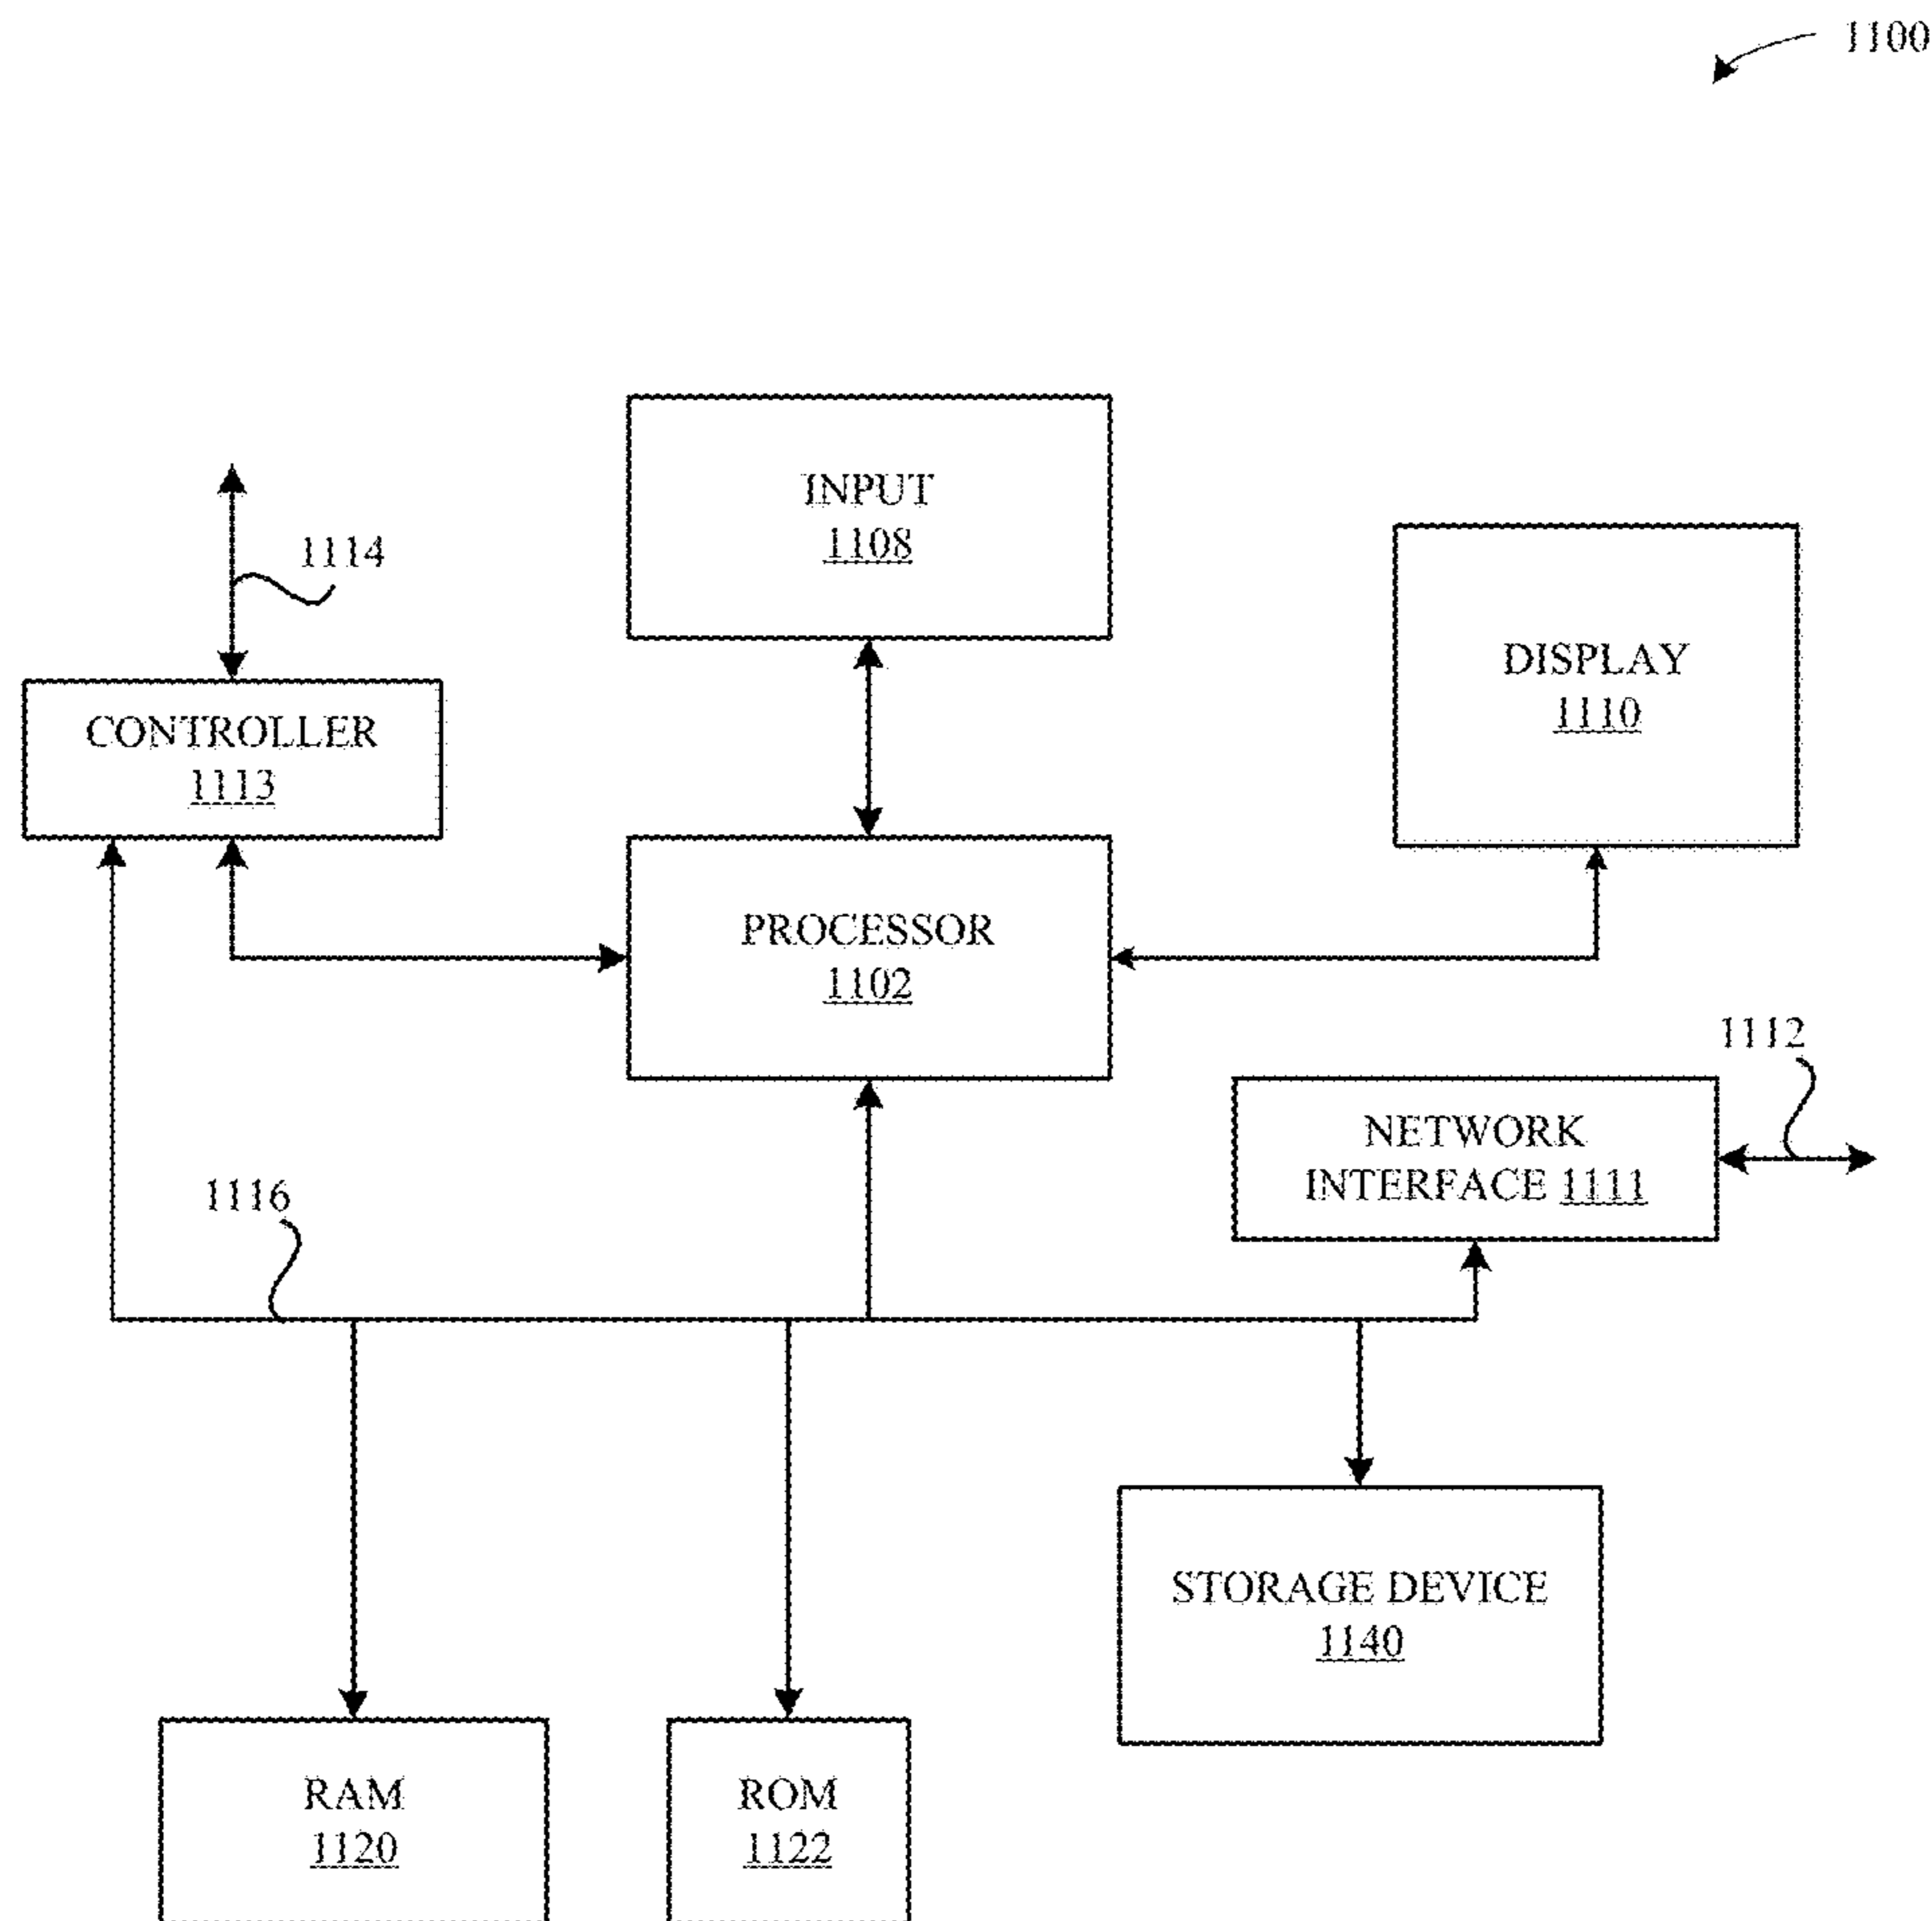 1100
INPUT
1108
1114
DISPLAY
1110
CONTROLLER
1113
PROCESSOR
1102
1112
NETWORK
INTERFACE 1111
1116
STORAGE DEVICE
1140
RAM
1120
ROM
1122